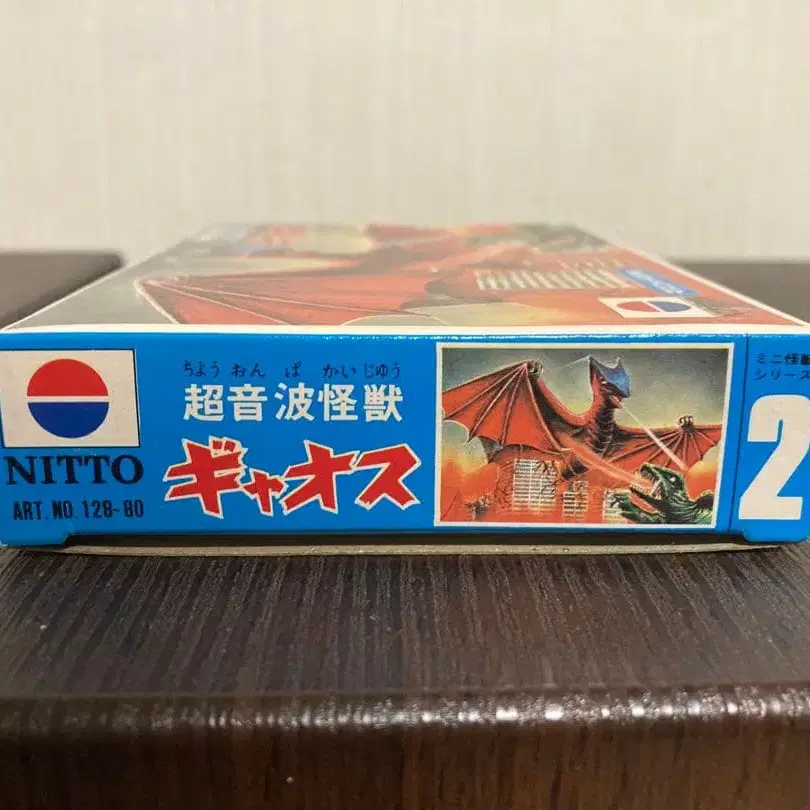 NITTO
ART. NO. 128-80
ちょう おん ぱ かいじゅう
超音波怪獣
ギャオス
ミニ怪獣
シリーズ
2